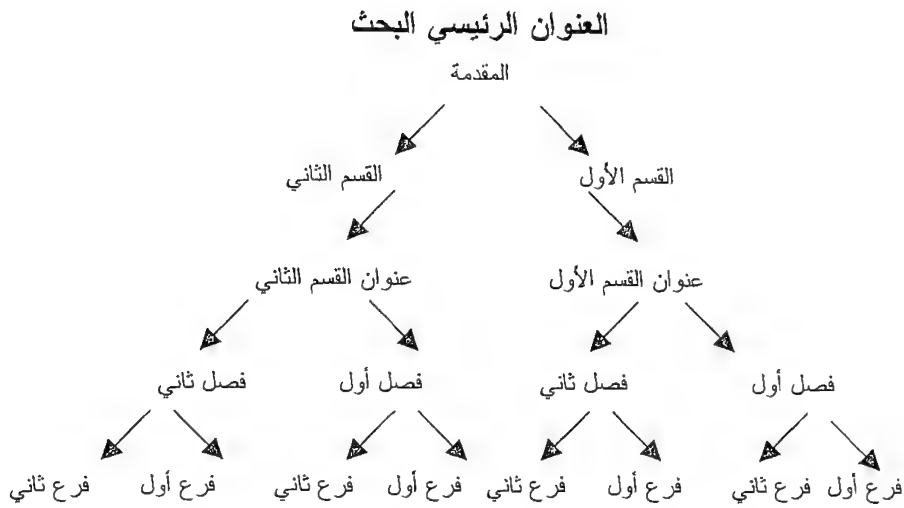 العنوان الرئيسي البحث
المقدمة
القسم الأول القسم الثاني
عنوان القسم الأول عنوان القسم الثاني
فصل أول فصل ثاني فصل أول فصل ثاني
فرع أول فرع ثاني فرع أول فرع ثاني فرع أول فرع ثاني فرع أول فرع ثاني